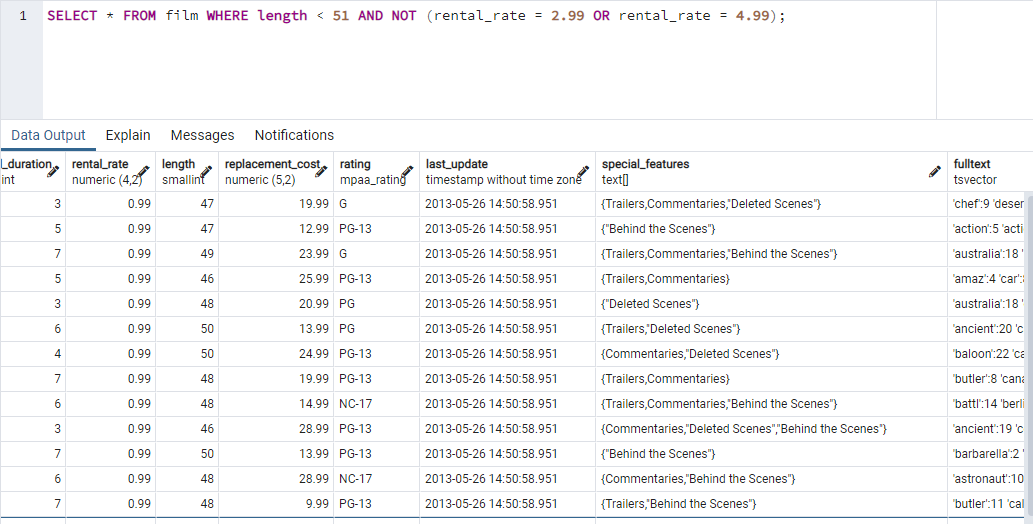 1 SELECT * FROM film WHERE length < 51 AND NOT (rental_rate = 2.99 OR rental_rate = 4.99);
Data Output Explain Messages Notifications
l_duration rental_rate length replacement_cost rating last_update special_features fulltext
int numeric (4,2) smallint numeric (5,2) mpaa_rating timestamp without time zone text[] tsvector
3 0.99 47 19.99 G 2013-05-26 14:50:58.951 {Trailers,Commentaries,"Deleted Scenes"} 'chef':9
5 0.99 47 12.99 PG-13 2013-05-26 14:50:58.951 {"Behind the Scenes"} 'action':5 'acti
7 0.99 49 23.99 G 2013-05-26 14:50:58.951 {Trailers,Commentaries,"Behind the Scenes"} 'australia':18 '
5 0.99 46 25.99 PG-13 2013-05-26 14:50:58.951 {Trailers,Commentaries} 'amaz':4 'car':
3 0.99 48 20.99 PG 2013-05-26 14:50:58.951 {"Deleted Scenes"} 'australia':18 '
6 0.99 50 13.99 PG 2013-05-26 14:50:58.951 {Trailers,"Deleted Scenes"} 'ancient':20 'c
4 0.99 50 24.99 PG-13 2013-05-26 14:50:58.951 {Commentaries,"Deleted Scenes"} 'baloon':22 'ca
7 0.99 48 19.99 PG-13 2013-05-26 14:50:58.951 {Trailers,Commentaries} 'butler':8 'cana
6 0.99 48 14.99 NC-17 2013-05-26 14:50:58.951 {Trailers,Commentaries,"Behind the Scenes"} 'battl':14 'berli
3 0.99 46 28.99 PG-13 2013-05-26 14:50:58.951 {Commentaries,"Deleted Scenes","Behind the Scenes"} 'ancient':19 'c
7 0.99 50 13.99 PG-13 2013-05-26 14:50:58.951 {"Behind the Scenes"} 'barbarella':2 '
6 0.99 48 28.99 NC-17 2013-05-26 14:50:58.951 {Commentaries,"Behind the Scenes"} 'astronaut':10
7 0.99 48 9.99 PG-13 2013-05-26 14:50:58.951 {Trailers,"Behind the Scenes"} 'butler':11